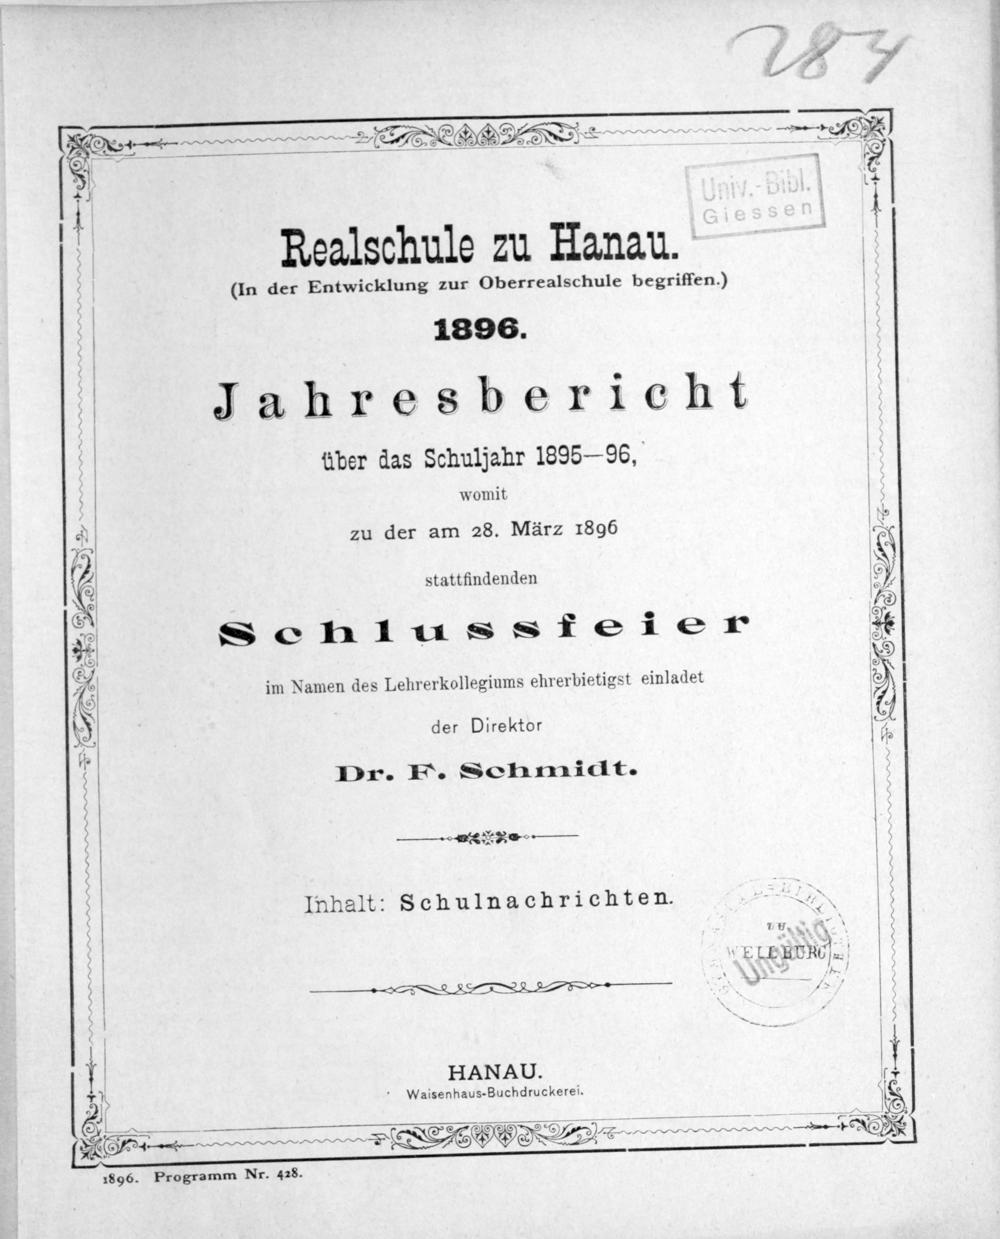 284
Univ.-Bibl.
Giessen
Realschule zu Hanau.
(In der Entwicklung zur Oberrealschule begriffen.)
1896.
Jahresbericht
über das Schuljahr 1895—96,
womit
zu der am 28. März 1896
stattfindenden
Schlussfeier
im Namen des Lehrerkollegiums ehrerbietigst einladet
der Direktor
Dr. F. Schmidt.
Inhalt: Schulnachrichten.
WEILBURG
Ungültig
HANAU.
Waisenhaus-Buchdruckerei.
1896. Programm Nr. 428.